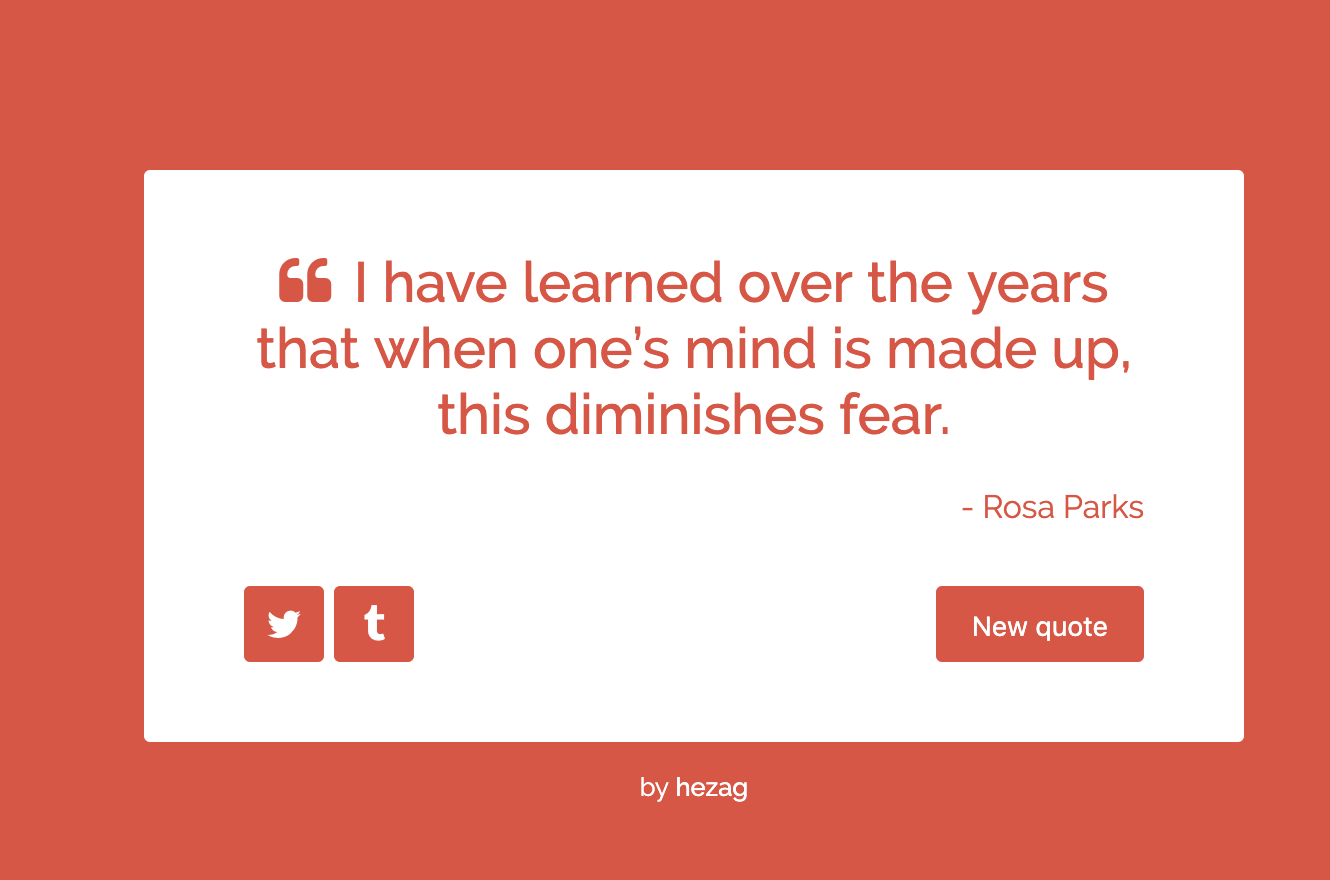 “ I have learned over the years
that when one’s mind is made up,
this diminishes fear.
- Rosa Parks
t
New quote
by hezag